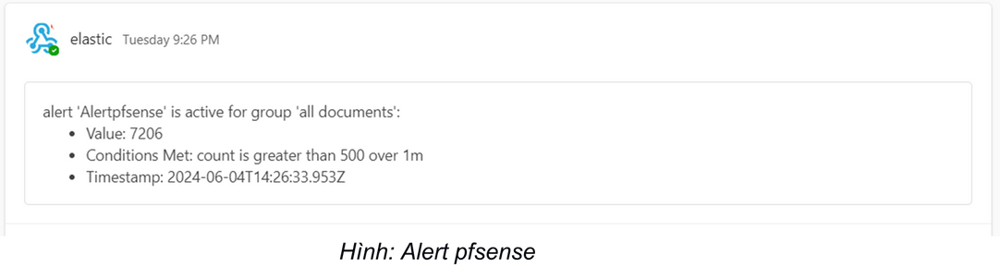 elastic Tuesday 9:26 PM
alert 'Alertpfsense' is active for group 'all documents':
• Value: 7206
• Conditions Met: count is greater than 500 over 1m
• Timestamp: 2024-06-04T14:26:33.953Z
Hình: Alert pfsense